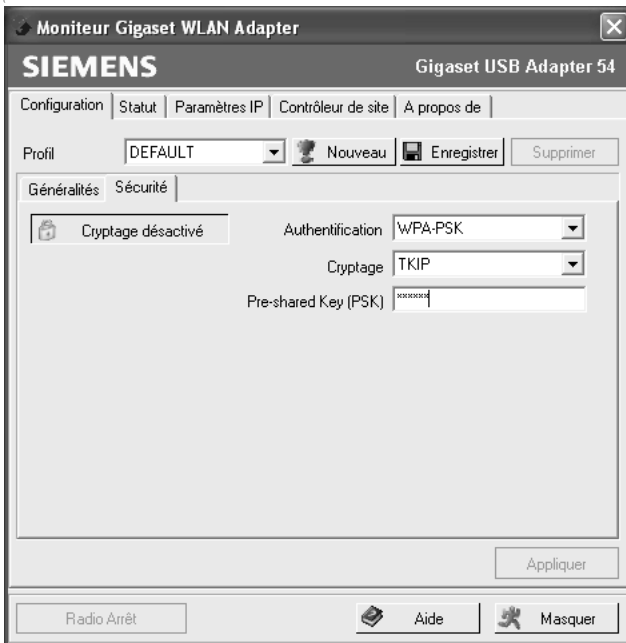 Moniteur Gigaset WLAN Adapter
SIEMENS Gigaset USB Adapter 54
Configuration Statut Paramètres IP Contrôleur de site A propos de
Profil DEFAULT Nouveau Enregistrer Supprimer
Généralités Sécurité
Cryptage désactivé Authentification WPA-PSK
Cryptage TKIP
Pre-shared Key (PSK) ******
Appliquer
Radio Arrêt Aide Masquer